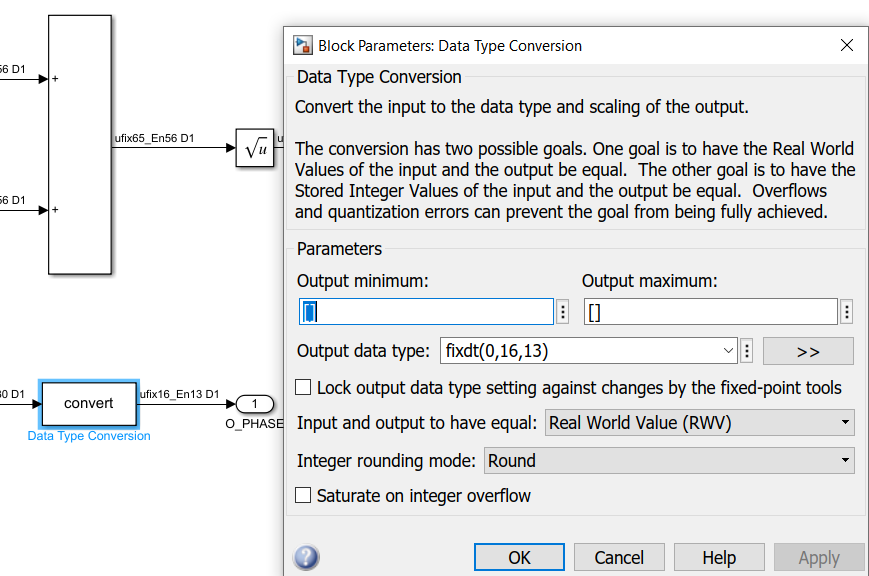 Block Parameters: Data Type Conversion
Data Type Conversion
Convert the input to the data type and scaling of the output.
The conversion has two possible goals. One goal is to have the Real World
Values of the input and the output be equal.  The other goal is to have the
Stored Integer Values of the input and the output be equal.  Overflows
and quantization errors can prevent the goal from being fully achieved.
Parameters
Output minimum: Output maximum:
[] []
Output data type: fixdt(0,16,13) >>
Lock output data type setting against changes by the fixed-point tools
Input and output to have equal: Real World Value (RWV)
Integer rounding mode: Round
Saturate on integer overflow
OK Cancel Help Apply
56 D1
+
ufix65_En56 D1
√u
u
56 D1
+
30 D1
convert
ufix16_En13 D1
1
Data Type Conversion
O_PHASE